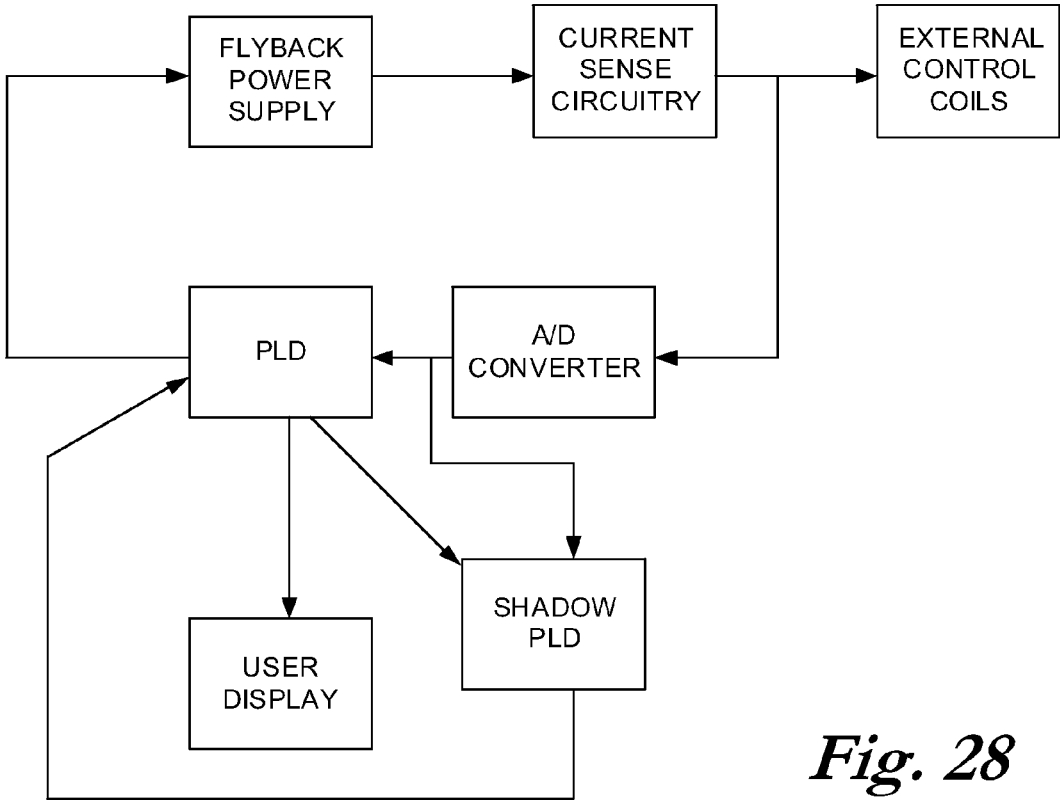 FLYBACK
POWER
SUPPLY
CURRENT
SENSE
CIRCUITRY
EXTERNAL
CONTROL
COILS
PLD
A/D
CONVERTER
SHADOW
PLD
USER
DISPLAY
Fig. 28